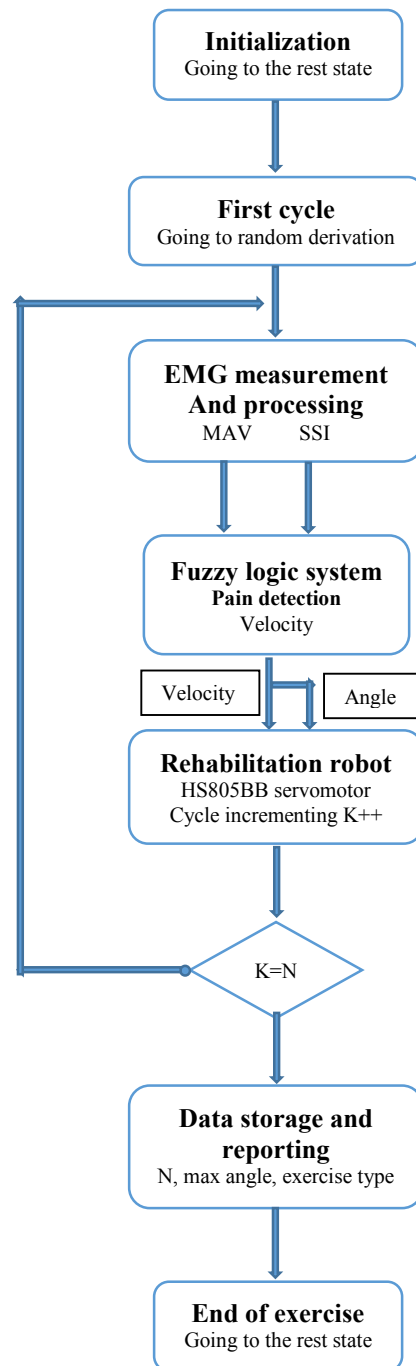 Initialization
Going to the rest state
First cycle
Going to random derivation
EMG measurement
And processing
MAV SSI
Fuzzy logic system
Pain detection
Velocity
Velocity Angle
Rehabilitation robot
HS805BB servomotor
Cycle incrementing K++
K=N
Data storage and
reporting
N, max angle, exercise type
End of exercise
Going to the rest state